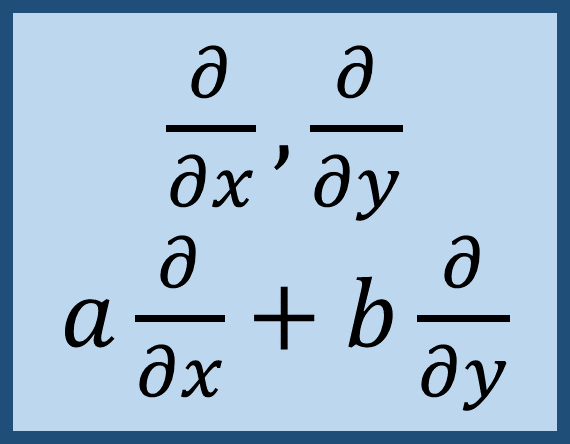 ∂/∂x, ∂/∂y
a ∂/∂x + b ∂/∂y